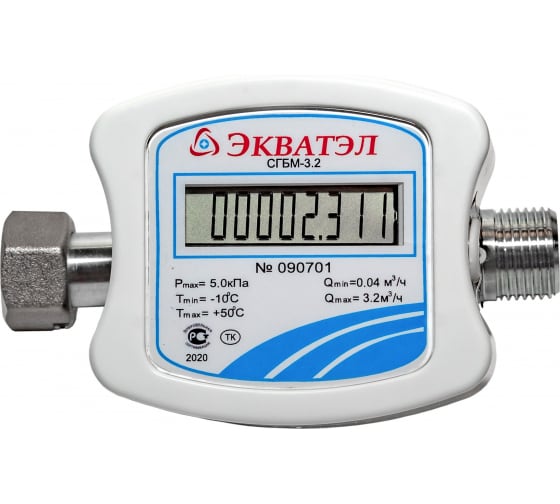 ЭКВАТЭЛ
СГБМ-3.2
00002.311
№ 090701
Pmax= 5.0кПа Qmin=0.04 м³/ч
Tmin= -10°C Qmax= 3.2м³/ч
Tmax= +50°C
ТК
2020